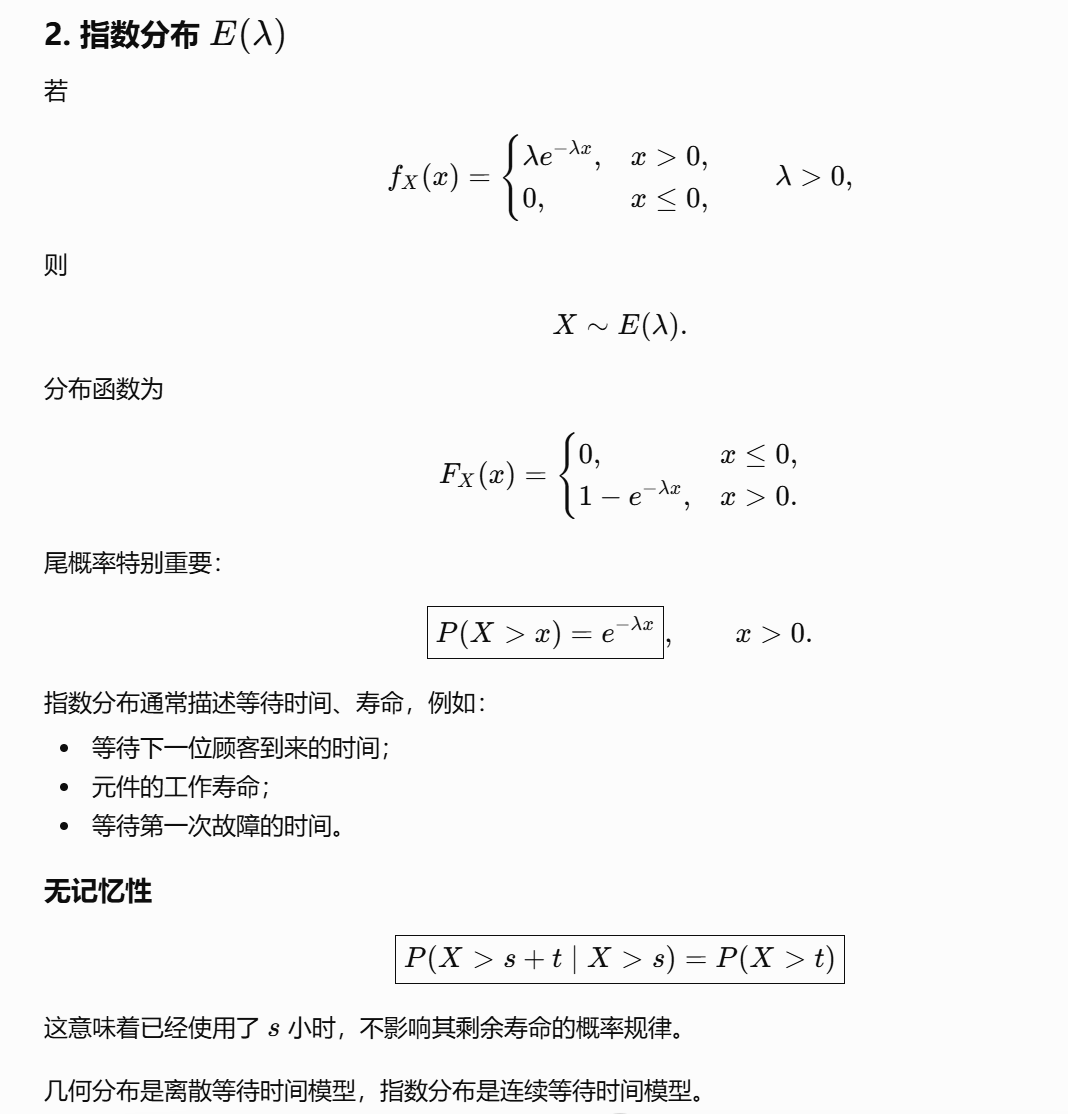 2. 指数分布 E(λ)
若
f_X(x) = { λe^{-λx}, x > 0,
0, x ≤ 0, λ > 0,
则
X ∼ E(λ).
分布函数为
F_X(x) = { 0, x ≤ 0,
1 − e^{-λx}, x > 0.
尾概率特别重要：
P(X > x) = e^{-λx}, x > 0.
指数分布通常描述等待时间、寿命，例如：
• 等待下一位顾客到来的时间；
• 元件的工作寿命；
• 等待第一次故障的时间。
无记忆性
P(X > s + t | X > s) = P(X > t)
这意味着已经使用了 s 小时，不影响其剩余寿命的概率规律。
几何分布是离散等待时间模型，指数分布是连续等待时间模型。